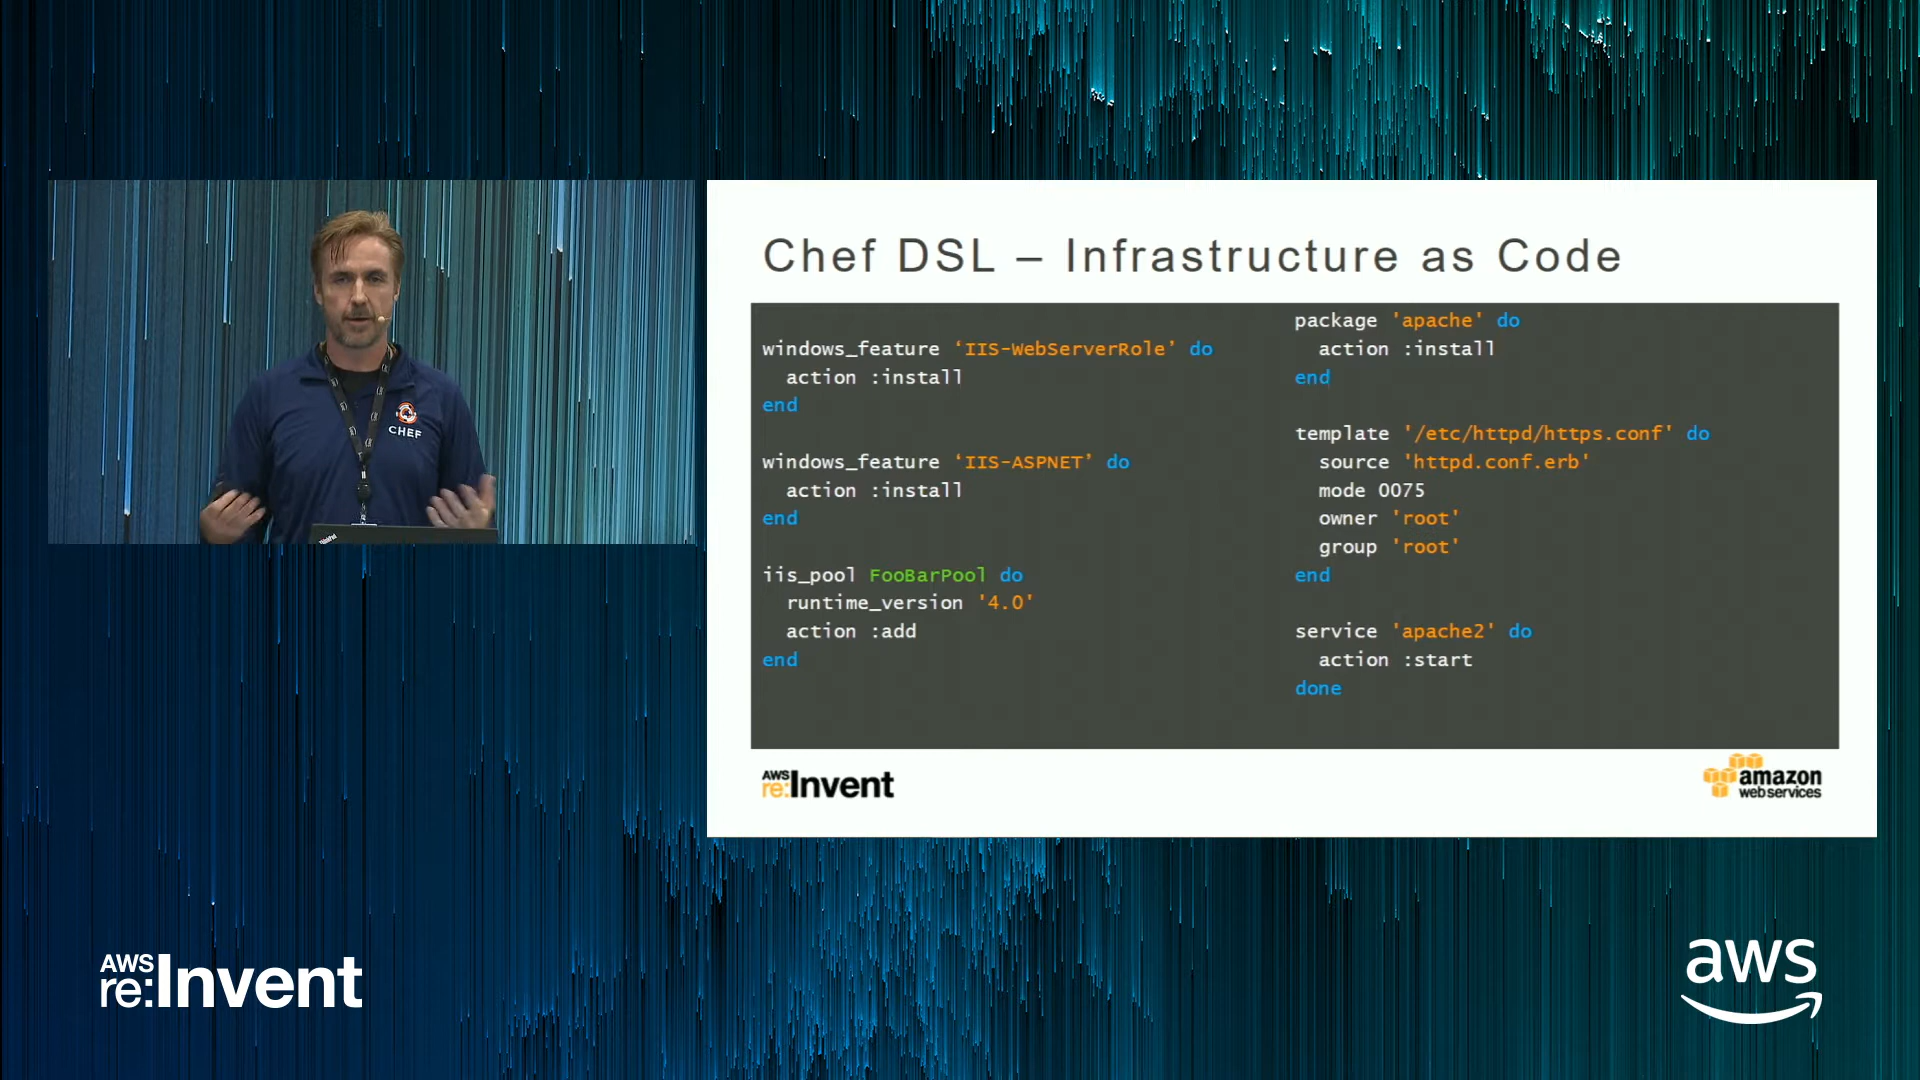 CHEF
ThinkPad
Chef DSL – Infrastructure as Code
windows_feature ‘IIS-WebServerRole’ do
action :install
end
windows_feature ‘IIS-ASPNET’ do
action :install
end
iis_pool FooBarPool do
runtime_version '4.0'
action :add
end
package 'apache' do
action :install
end
template '/etc/httpd/https.conf' do
source 'httpd.conf.erb'
mode 0075
owner 'root'
group 'root'
end
service 'apache2' do
action :start
done
AWS
re:Invent
amazon
webservices
AWS
re:Invent
aws